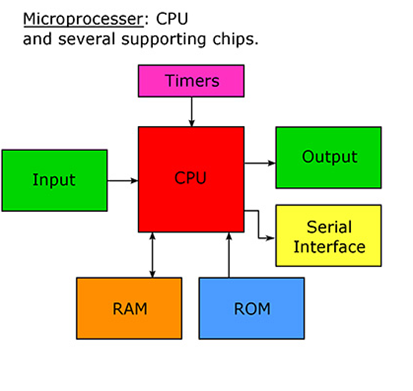 Microprocesser: CPU
and several supporting chips.
Timers
Input
CPU
Output
Serial
Interface
RAM
ROM